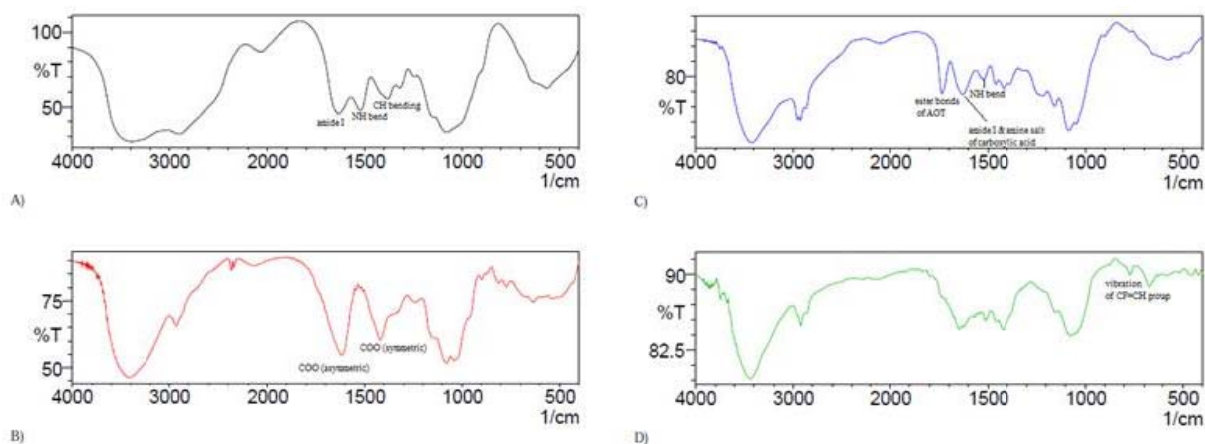 100
%T
50
amide I
NH bend
CH bending
4000 3000 2000 1500 1000 500
1/cm
A)
80
%T
ester bonds
of AOT
NH bend
amide I & amine salt
of carboxylic acid
4000 3000 2000 1500 1000 500
1/cm
C)
75
%T
50
COO (asymmetric)
COO (symmetric)
4000 3000 2000 1500 1000 500
1/cm
B)
90
%T
82.5
vibration
of CF=CH proup
4000 3000 2000 1500 1000 500
1/cm
D)